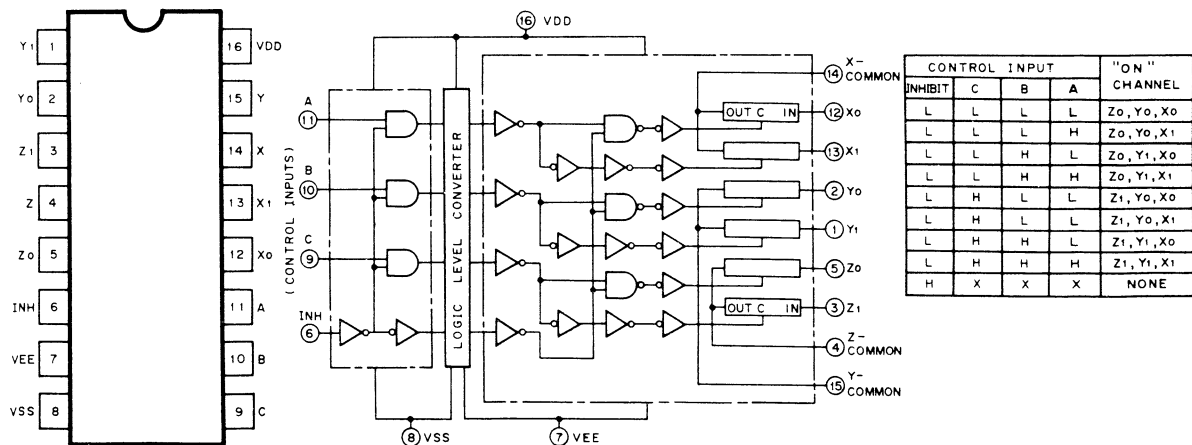 Y1 1
Y0 2
Z1 3
Z 4
Z0 5
INH 6
VEE 7
VSS 8
16 VDD
15 Y
14 X
13 X1
12 X0
11 A
10 B
9 C
(CONTROL INPUTS)
A
11
B
10
C
9
INH
6
LOGIC LEVEL CONVERTER
16 VDD
8 VSS
7 VEE
OUT C IN
OUT C IN
14 X-COMMON
12 X0
13 X1
2 Y0
1 Y1
5 Z0
3 Z1
4 Z-COMMON
15 Y-COMMON
CONTROL INPUT "ON" CHANNEL
INHIBIT C B A
L L L L Z0, Y0, X0
L L L H Z0, Y0, X1
L L H L Z0, Y1, X0
L L H H Z0, Y1, X1
L H L L Z1, Y0, X0
L H L L Z1, Y0, X1
L H H L Z1, Y1, X0
L H H H Z1, Y1, X1
H X X X NONE